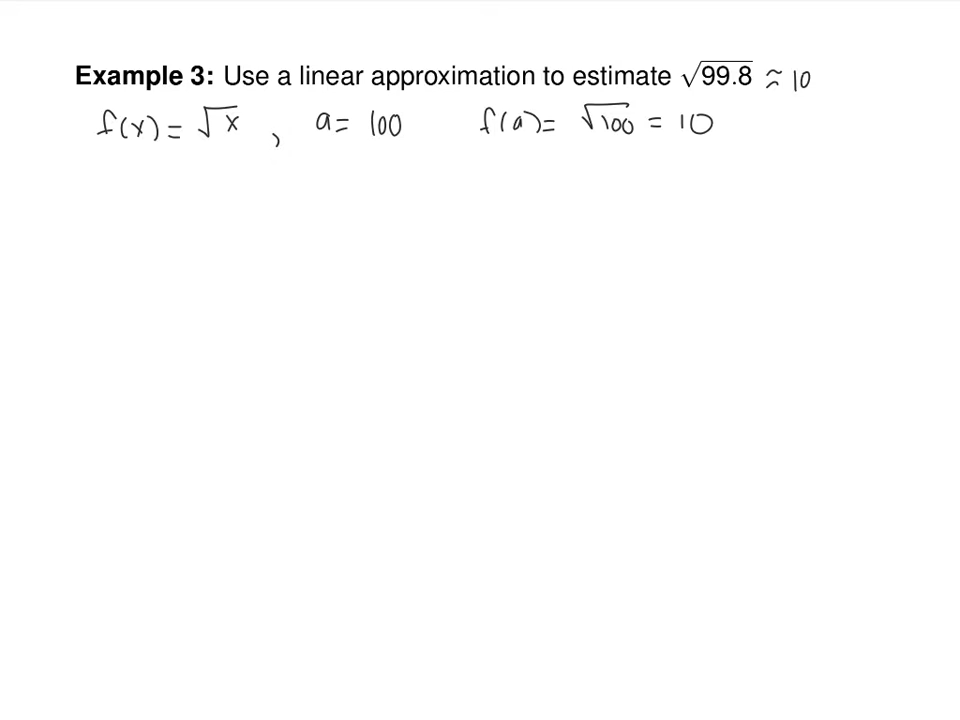 Example 3: Use a linear approximation to estimate √99.8 ≈ 10
f(x) = √x , a = 100 f(a) = √100 = 10